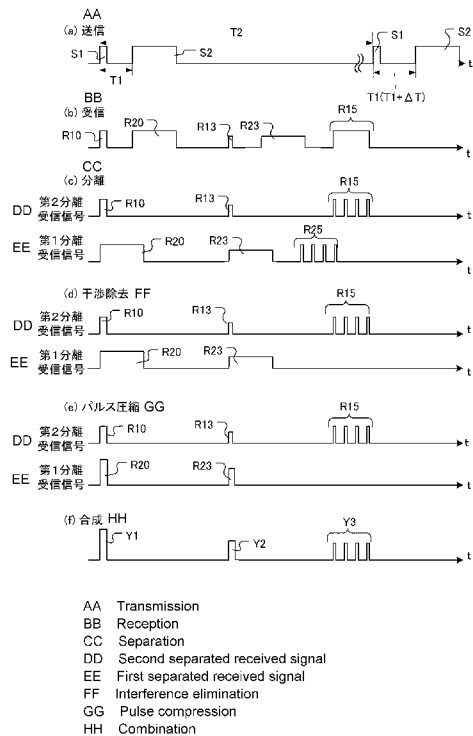 AA
(a) 送信
T2
S1
S2
S1
S2
t
T1
T1(T1+ΔT)
BB
(b) 受信
R10
R20
R13
R23
R15
t
CC
(c) 分離
DD 第2分離受信信号
R10
R13
R15
t
EE 第1分離受信信号
R20
R23
R25
t
(d) 干渉除去 FF
DD 第2分離受信信号
R10
R13
R15
t
EE 第1分離受信信号
R20
R23
t
(e) パルス圧縮 GG
DD 第2分離受信信号
R10
R13
R15
t
EE 第1分離受信信号
R20
R23
t
(f) 合成 HH
Y1
Y2
Y3
t
AA Transmission
BB Reception
CC Separation
DD Second separated received signal
EE First separated received signal
FF Interference elimination
GG Pulse compression
HH Combination